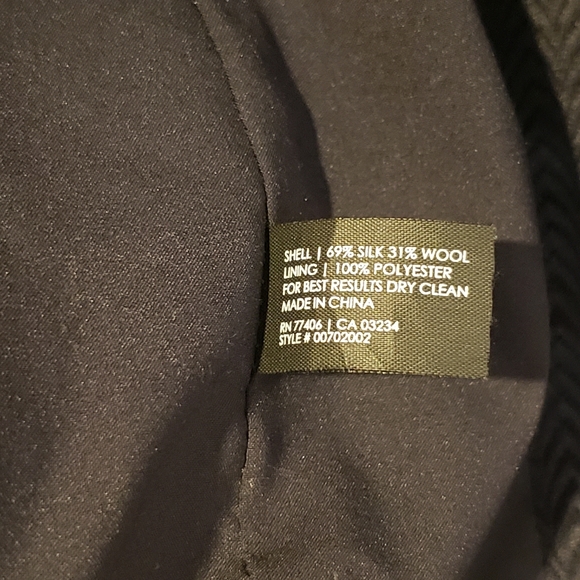 SHELL | 69% SILK 31% WOOL
LINING | 100% POLYESTER
FOR BEST RESULTS DRY CLEAN
MADE IN CHINA
RN 77406 | CA 03234
STYLE # 00702002